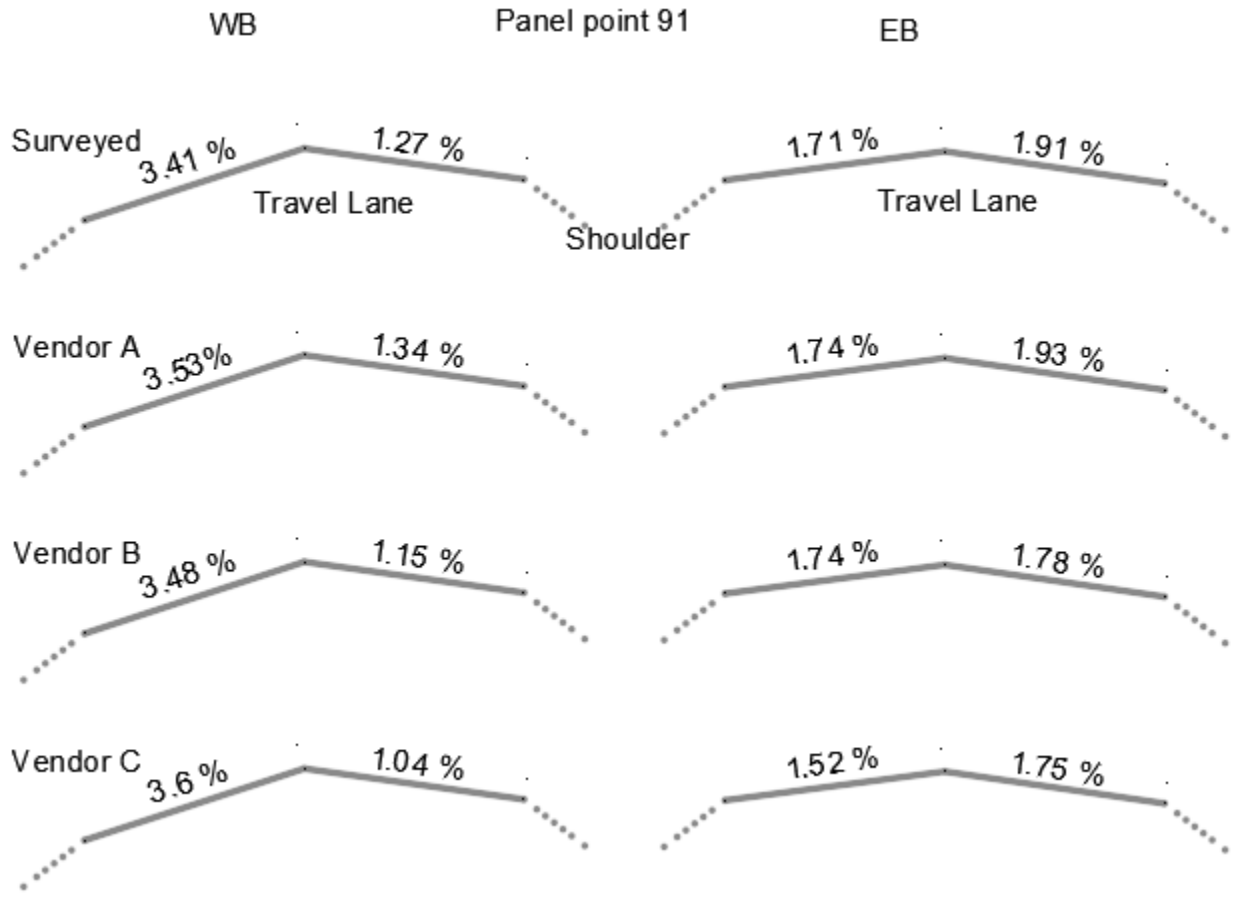 WB Panel point 91 EB
Surveyed 3.41 % 1.27 % 1.71 % 1.91 %
Travel Lane Travel Lane
Shoulder
Vendor A 3.53% 1.34 % 1.74 % 1.93 %
Vendor B 3.48 % 1.15 % 1.74 % 1.78 %
Vendor C 3.6 % 1.04 % 1.52 % 1.75 %